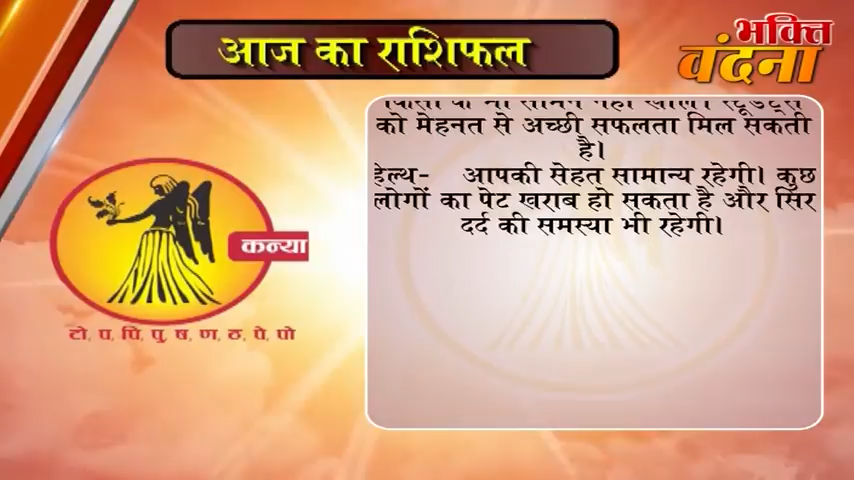 आज का राशिफल
भक्ति
वंदना
को मेहनत से अच्छी सफलता मिल सकती
है।
हेल्थ- आपकी सेहत सामान्य रहेगी। कुछ
लोगों का पेट खराब हो सकता है और सिर
दर्द की समस्या भी रहेगी।
कन्या
टो, प, पि, पु, ष, ण, ठ, पे, पो